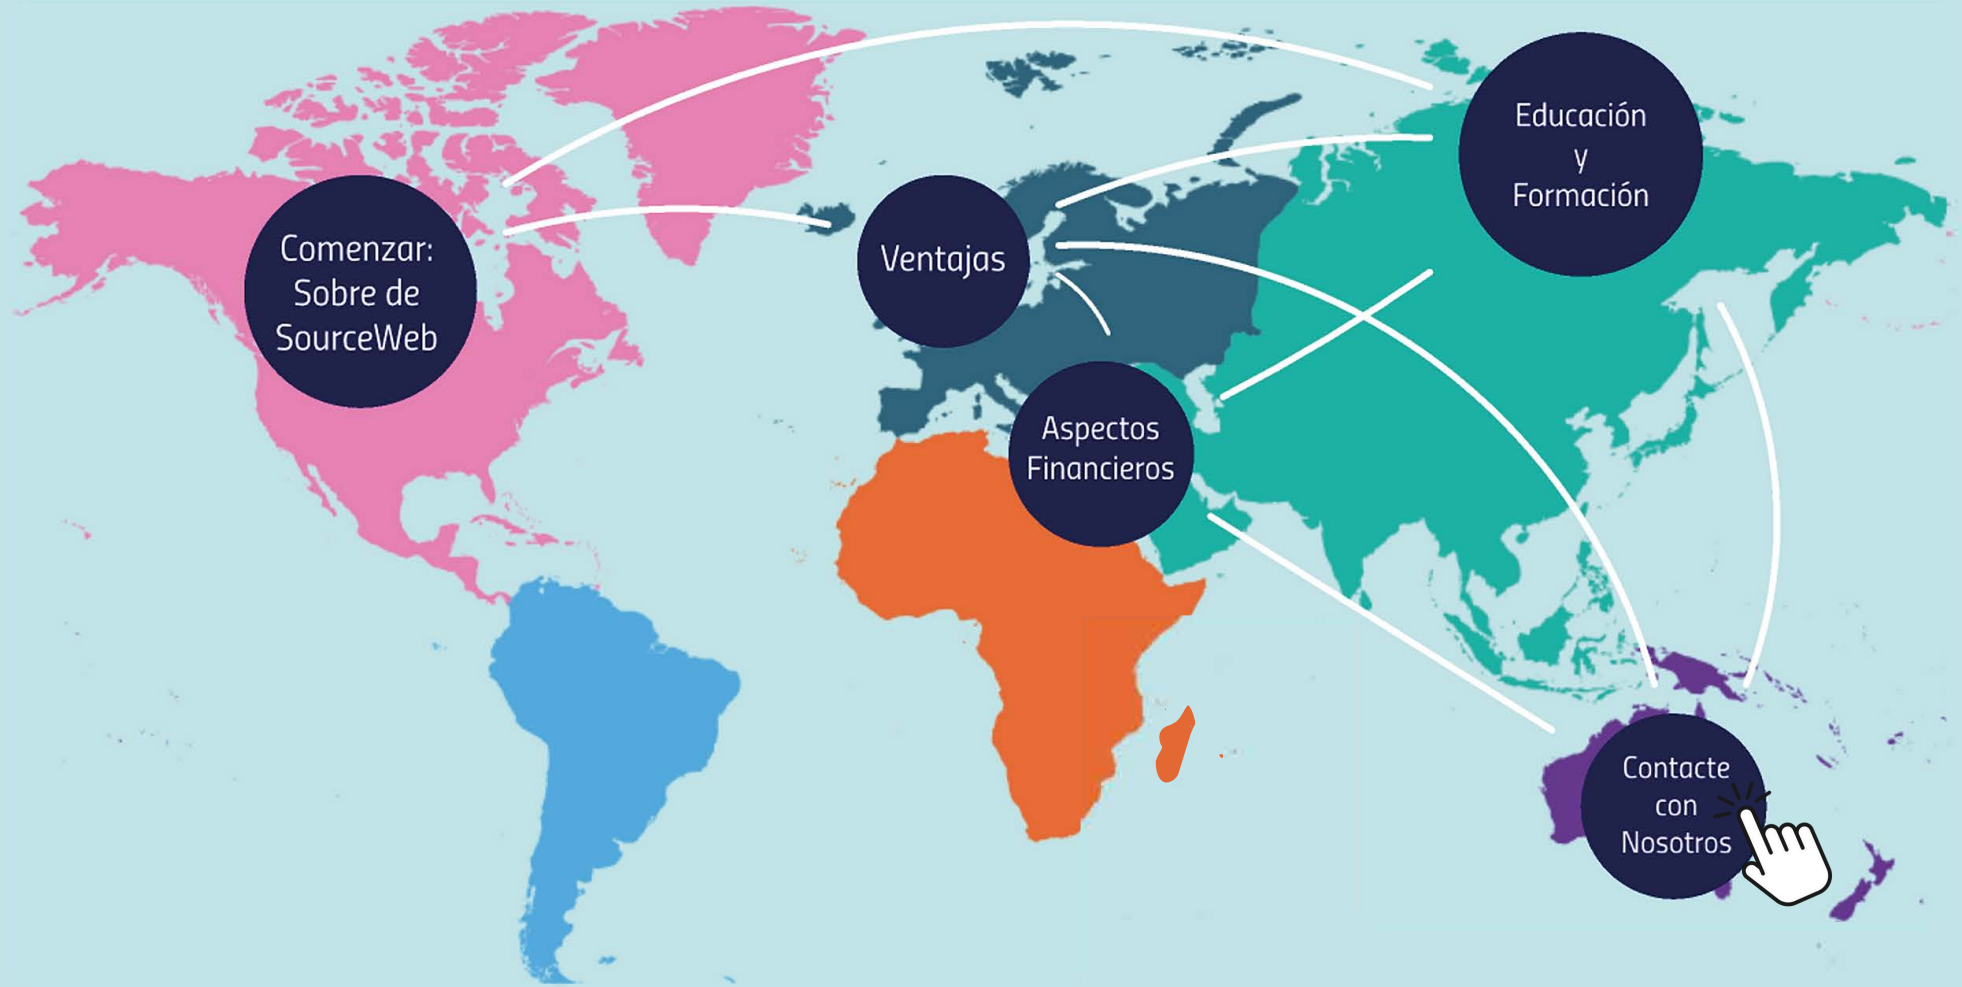 Comenzar:
Sobre de
SourceWeb
Ventajas
Educación
y
Formación
Aspectos
Financieros
Contacte
con
Nosotros